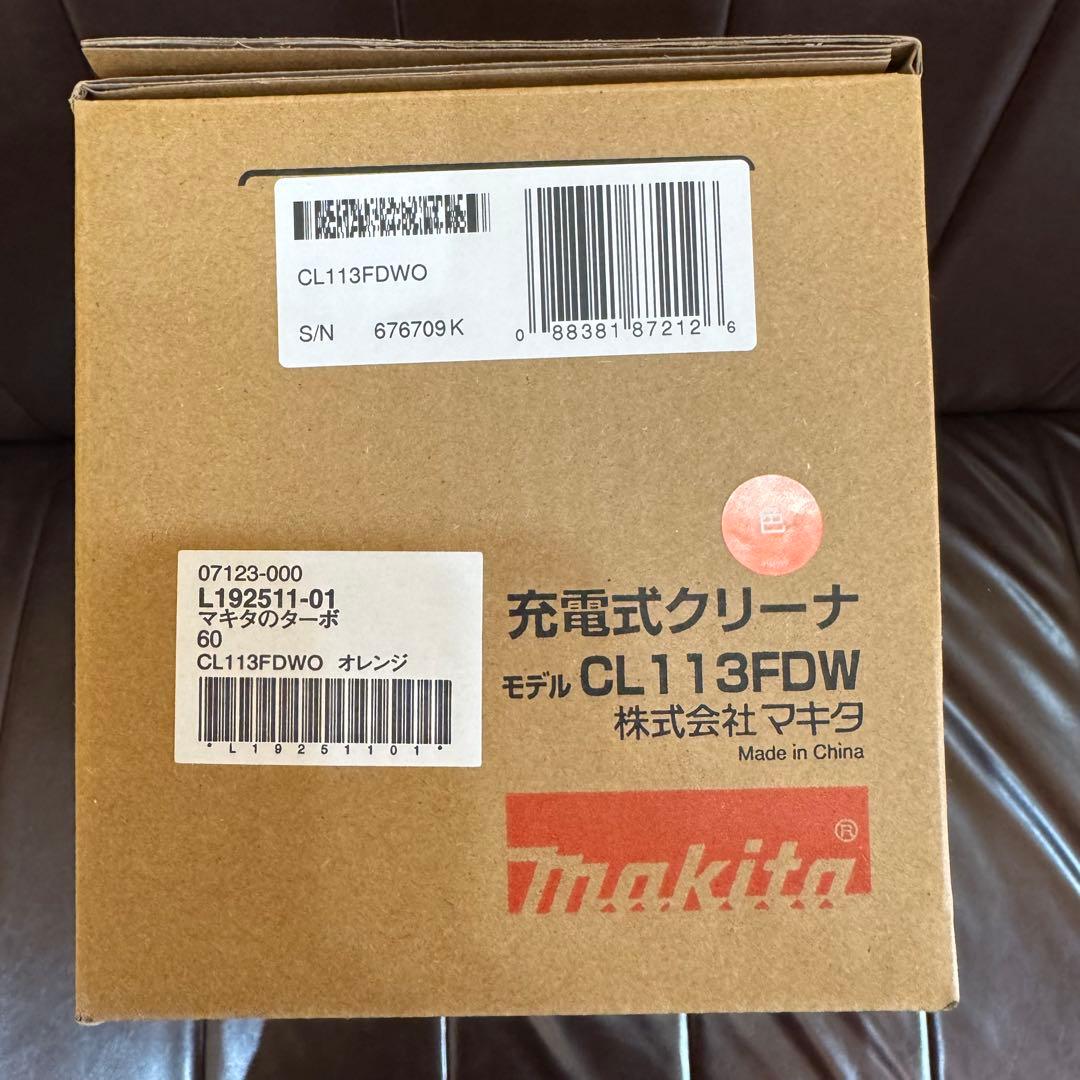 CL113FDWO
S/N 676709K
0 88381 87212 6
色
07123-000
L192511-01
マキタのターボ
60
CL113FDWO オレンジ
*L19251101*
充電式クリーナ
モデル CL113FDW
株式会社マキタ
Made in China
makita®